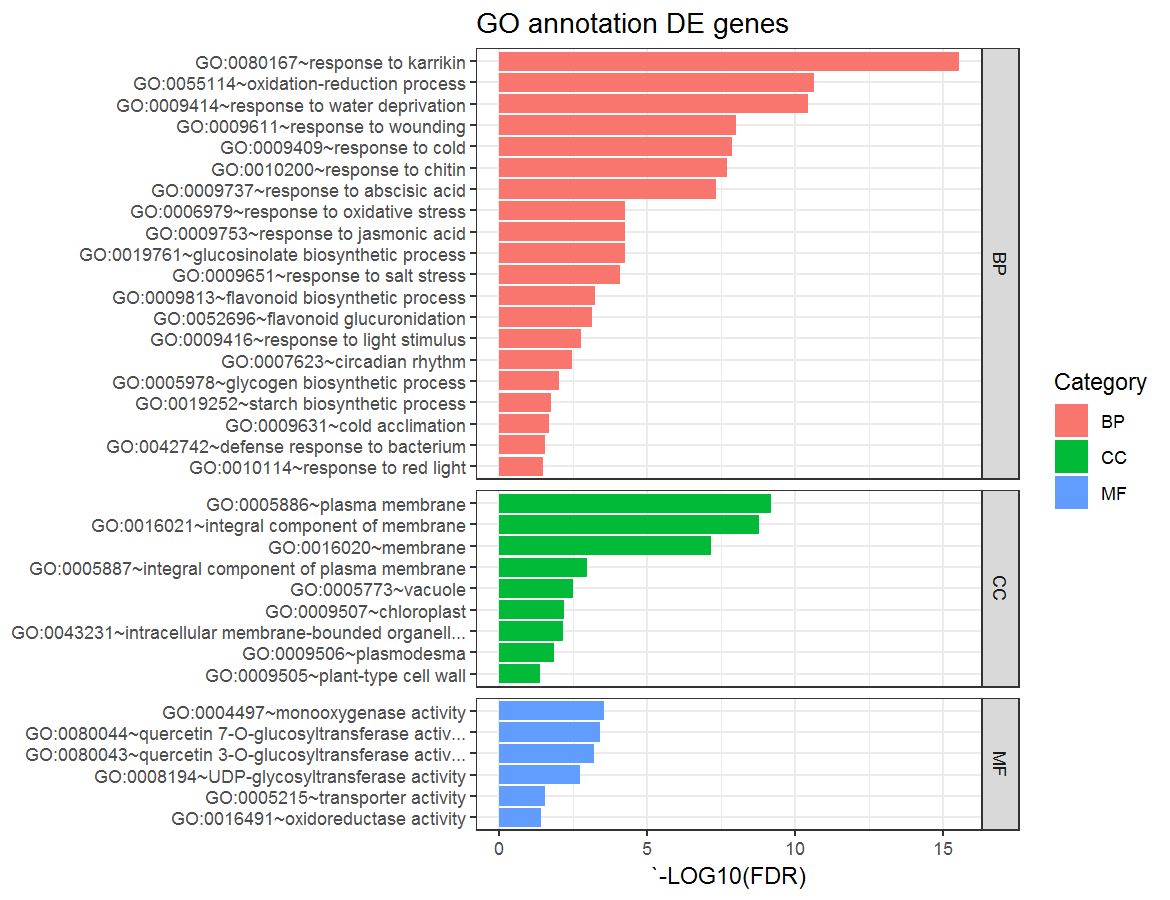 GO annotation DE genes
GO:0080167~response to karrikin
GO:0055114~oxidation-reduction process
GO:0009414~response to water deprivation
GO:0009611~response to wounding
GO:0009409~response to cold
GO:0010200~response to chitin
GO:0009737~response to abscisic acid
GO:0006979~response to oxidative stress
GO:0009753~response to jasmonic acid
GO:0019761~glucosinolate biosynthetic process
GO:0009651~response to salt stress
GO:0009813~flavonoid biosynthetic process
GO:0052696~flavonoid glucuronidation
GO:0009416~response to light stimulus
GO:0007623~circadian rhythm
GO:0005978~glycogen biosynthetic process
GO:0019252~starch biosynthetic process
GO:0009631~cold acclimation
GO:0042742~defense response to bacterium
GO:0010114~response to red light
BP
GO:0005886~plasma membrane
GO:0016021~integral component of membrane
GO:0016020~membrane
GO:0005887~integral component of plasma membrane
GO:0005773~vacuole
GO:0009507~chloroplast
GO:0043231~intracellular membrane-bounded organell...
GO:0009506~plasmodesma
GO:0009505~plant-type cell wall
CC
GO:0004497~monooxygenase activity
GO:0080044~quercetin 7-O-glucosyltransferase activ...
GO:0080043~quercetin 3-O-glucosyltransferase activ...
GO:0008194~UDP-glycosyltransferase activity
GO:0005215~transporter activity
GO:0016491~oxidoreductase activity
MF
0 5 10 15
`-LOG10(FDR)
Category
BP
CC
MF